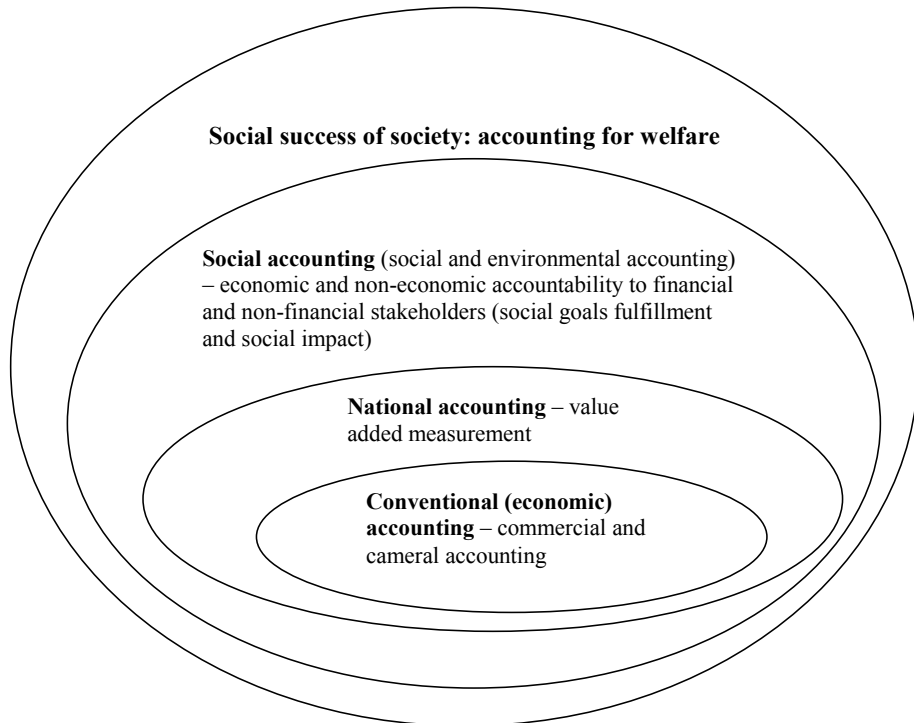 Social success of society: accounting for welfare
Social accounting (social and environmental accounting)
– economic and non-economic accountability to financial
and non-financial stakeholders (social goals fulfillment
and social impact)
National accounting – value
added measurement
Conventional (economic)
accounting – commercial and
cameral accounting